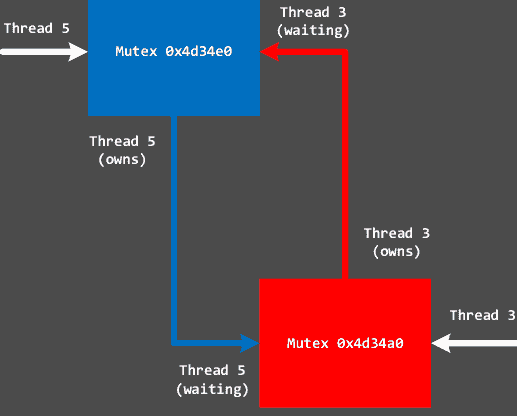 Thread 5
Mutex 0x4d34e0
Thread 3
(waiting)
Thread 5
(owns)
Thread 3
(owns)
Mutex 0x4d34a0
Thread 3
Thread 5
(waiting)